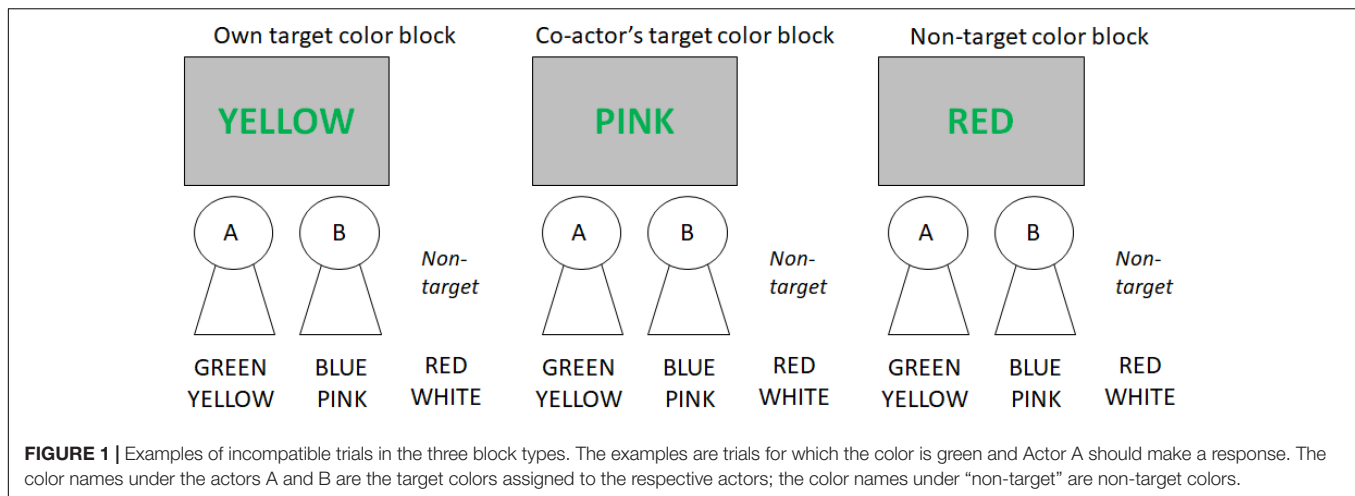 Own target color block
Co-actor's target color block
Non-target color block
YELLOW
PINK
RED
A
B
Non-
target
A
B
Non-
target
A
B
Non-
target
GREEN
YELLOW
BLUE
PINK
RED
WHITE
GREEN
YELLOW
BLUE
PINK
RED
WHITE
GREEN
YELLOW
BLUE
PINK
RED
WHITE
FIGURE 1 | Examples of incompatible trials in the three block types. The examples are trials for which the color is green and Actor A should make a response. The
color names under the actors A and B are the target colors assigned to the respective actors; the color names under “non-target” are non-target colors.